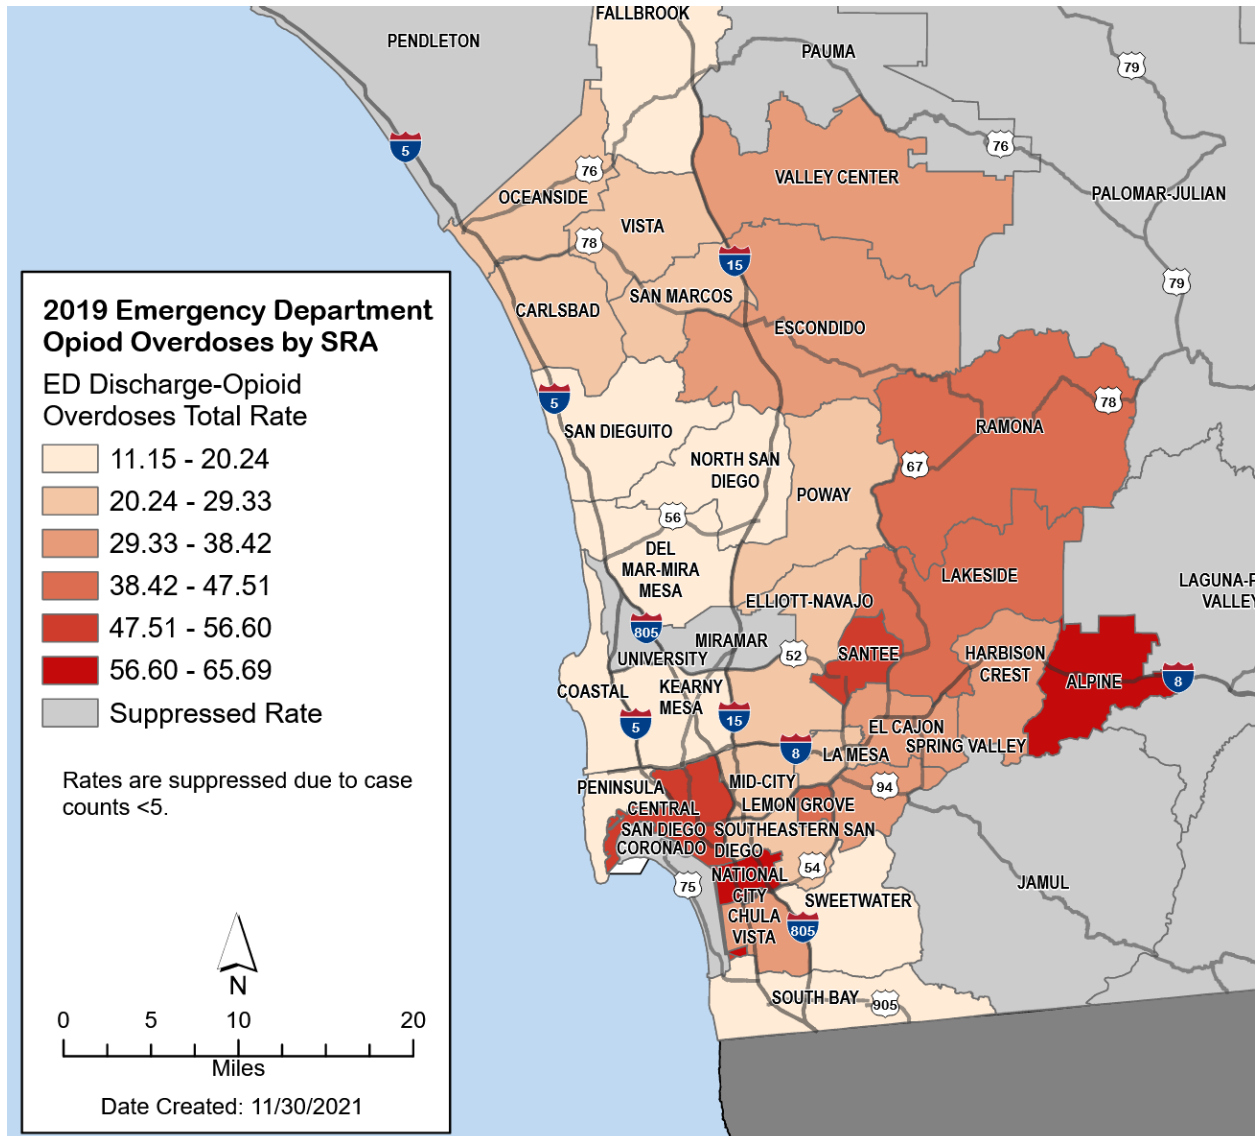 FALLBROOK
PENDLETON
PAUMA
79
5
76
76
VALLEY CENTER
PALOMAR-JULIAN
OCEANSIDE
VISTA
78
15
79
SAN MARCOS
CARLSBAD
ESCONDIDO
2019 Emergency Department
Opiod Overdoses by SRA
ED Discharge-Opioid
Overdoses Total Rate
11.15 - 20.24
20.24 - 29.33
29.33 - 38.42
38.42 - 47.51
47.51 - 56.60
56.60 - 65.69
Suppressed Rate
Rates are suppressed due to case
counts <5.
N
0 5 10 20
Miles
Date Created: 11/30/2021
5
78
SAN DIEGUITO
RAMONA
NORTH SAN
DIEGO
67
POWAY
56
DEL
MAR-MIRA
MESA
LAKESIDE
LAGUNA-P
VALLEY
ELLIOTT-NAVAJO
805
MIRAMAR
52
UNIVERSITY
SANTEE
HARBISON
CREST
ALPINE
8
COASTAL
KEARNY
MESA
5
15
EL CAJON
8
LA MESA
SPRING VALLEY
PENINSULA
MID-CITY
94
CENTRAL
SAN DIEGO
LEMON GROVE
SOUTHEASTERN SAN
DIEGO
CORONADO
54
75
NATIONAL
CITY
JAMUL
SWEETWATER
CHULA
VISTA
805
SOUTH BAY
905